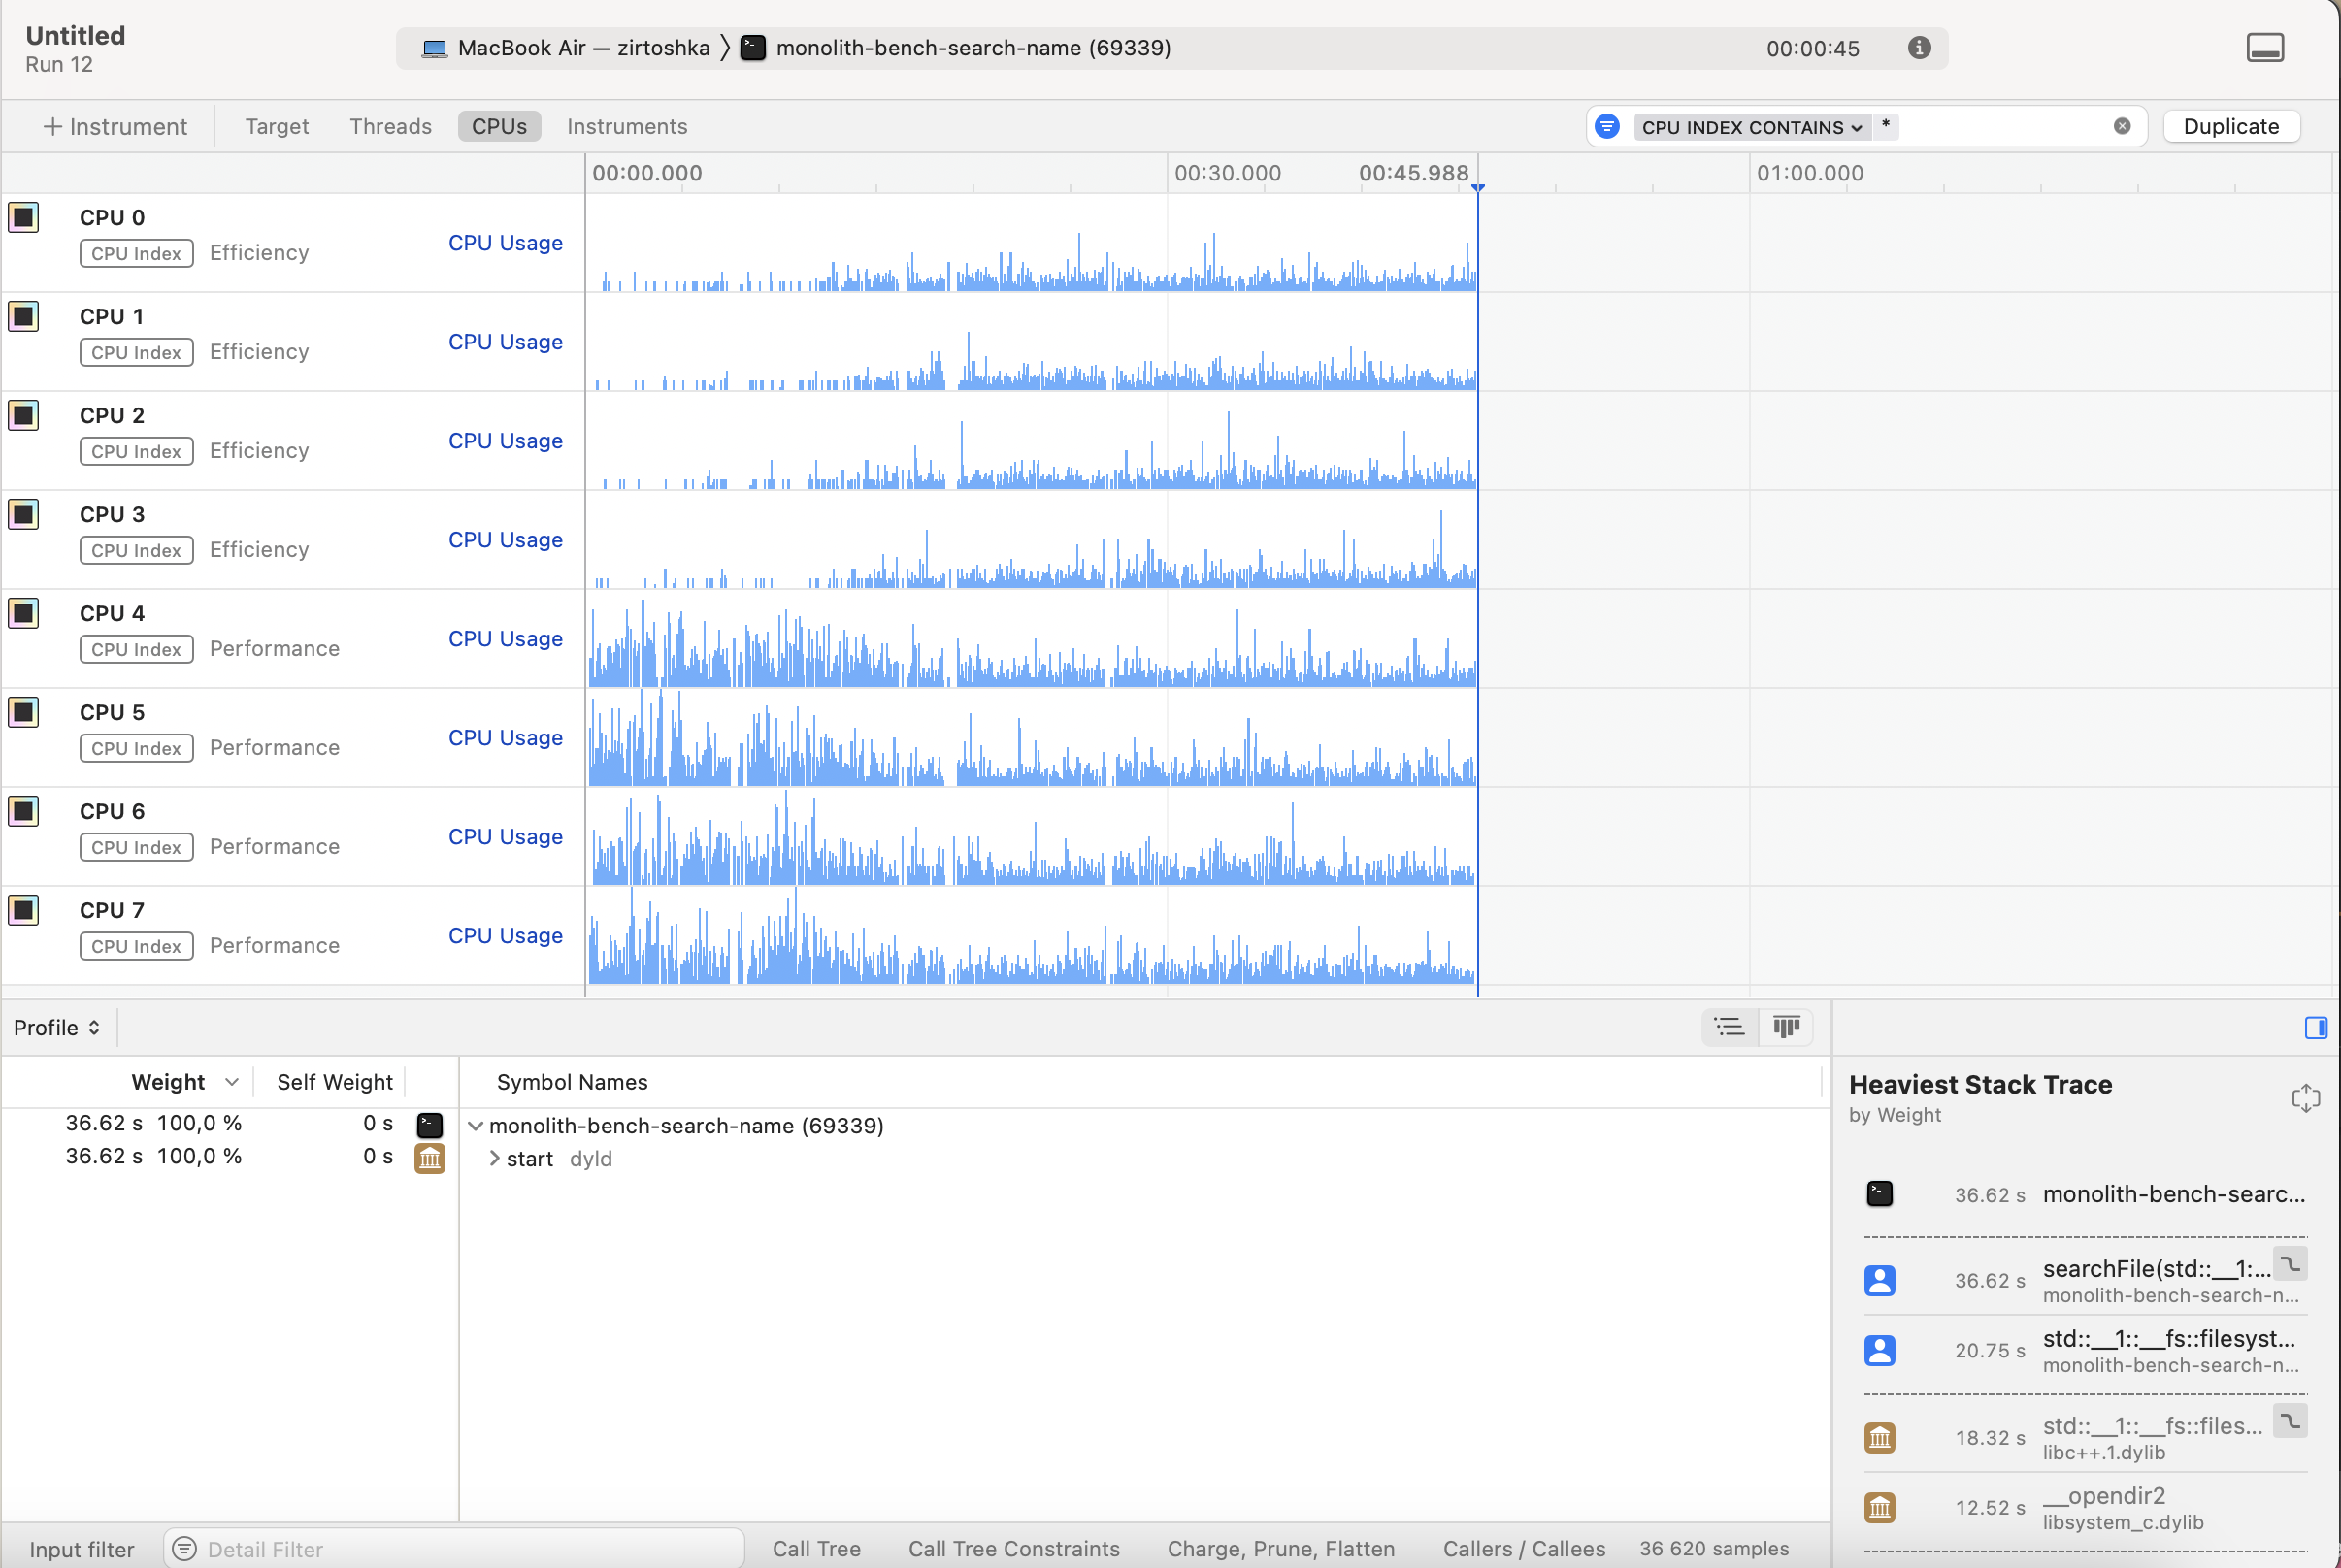 Untitled
Run 12
MacBook Air — zirtoshka
monolith-bench-search-name (69339)
00:00:45
+ Instrument
Target
Threads
CPUs
Instruments
CPU INDEX CONTAINS
*
Duplicate
00:00.000
00:30.000
00:45.988
01:00.000
CPU 0
CPU Index Efficiency
CPU Usage
CPU 1
CPU Index Efficiency
CPU Usage
CPU 2
CPU Index Efficiency
CPU Usage
CPU 3
CPU Index Efficiency
CPU Usage
CPU 4
CPU Index Performance
CPU Usage
CPU 5
CPU Index Performance
CPU Usage
CPU 6
CPU Index Performance
CPU Usage
CPU 7
CPU Index Performance
CPU Usage
Profile
Weight
Self Weight
Symbol Names
36.62 s 100,0 % 0 s monolith-bench-search-name (69339)
36.62 s 100,0 % 0 s start dyld
Heaviest Stack Trace
by Weight
36.62 s monolith-bench-searc...
36.62 s searchFile(std::__1:...
monolith-bench-search-n...
20.75 s std::__1::__fs::filesyst...
monolith-bench-search-n...
18.32 s std::__1::__fs::files...
libc++.1.dylib
12.52 s __opendir2
libsystem_c.dylib
Input filter
Detail Filter
Call Tree
Call Tree Constraints
Charge, Prune, Flatten
Callers / Callees
36 620 samples